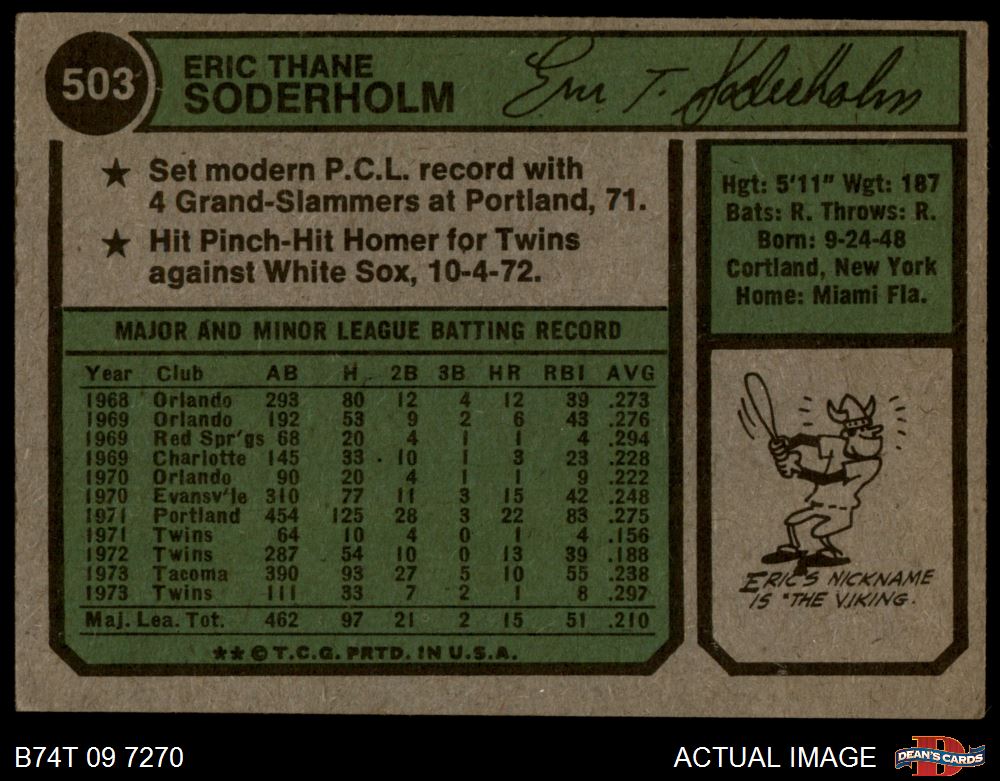 503
ERIC THANE
SODERHOLM
Eric T. Soderholm
★ Set modern P.C.L. record with
4 Grand-Slammers at Portland, 71.
★ Hit Pinch-Hit Homer for Twins
against White Sox, 10-4-72.
Hgt: 5'11" Wgt: 187
Bats: R. Throws: R.
Born: 9-24-48
Cortland, New York
Home: Miami Fla.
MAJOR AND MINOR LEAGUE BATTING RECORD
Year Club AB H 2B 3B HR RBI AVG
1968 Orlando 293 80 12 4 12 39 .273
1969 Orlando 192 53 9 2 6 43 .276
1969 Red Spr'gs 68 20 4 1 1 4 .294
1969 Charlotte 145 33 10 1 3 23 .228
1970 Orlando 90 20 4 1 1 9 .222
1970 Evansv'le 310 77 11 3 15 42 .248
1971 Portland 454 125 28 3 22 83 .275
1971 Twins 64 10 4 0 1 4 .156
1972 Twins 287 54 10 0 13 39 .188
1973 Tacoma 390 93 27 5 10 55 .238
1973 Twins 111 33 7 2 1 8 .297
Maj. Lea. Tot. 462 97 21 2 15 51 .210
★★ © T.C.G. PRTD. IN U.S.A.
ERIC'S NICKNAME
IS "THE VIKING.
B74T 09 7270
ACTUAL IMAGE
D
DEAN'S CARDS